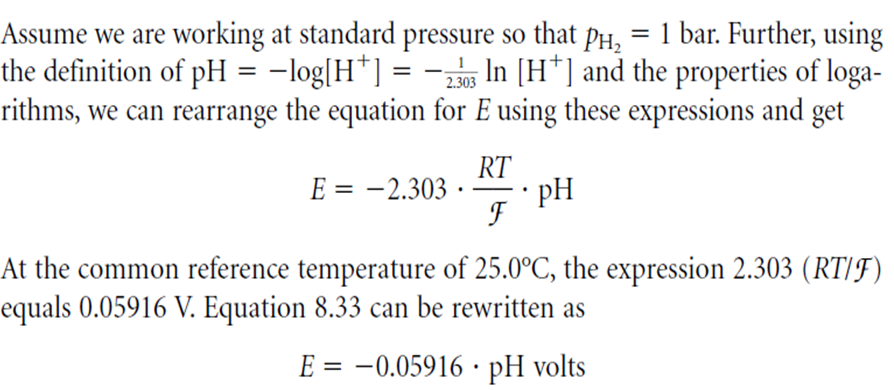 Assume we are working at standard pressure so that p_H₂ = 1 bar. Further, using
the definition of pH = −log[H⁺] = −1/2.303 ln [H⁺] and the properties of loga-
rithms, we can rearrange the equation for E using these expressions and get
E = −2.303 · RT/ℱ · pH
At the common reference temperature of 25.0°C, the expression 2.303 (RT/ℱ)
equals 0.05916 V. Equation 8.33 can be rewritten as
E = −0.05916 · pH volts